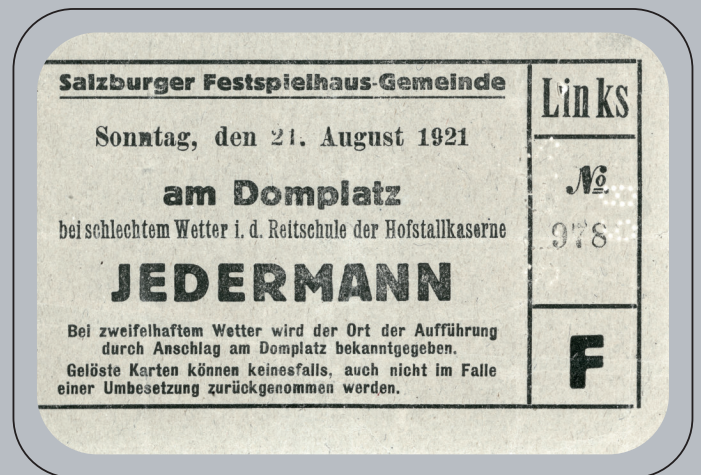 Salzburger Festspielhaus-Gemeinde
Sonntag, den 21. August 1921
am Domplatz
bei schlechtem Wetter i. d. Reitschule der Hofstallkaserne
JEDERMANN
Bei zweifelhaftem Wetter wird der Ort der Aufführung
durch Anschlag am Domplatz bekanntgegeben.
Gelöste Karten können keinesfalls, auch nicht im Falle
einer Umbesetzung zurückgenommen werden.
Links
No
978
F